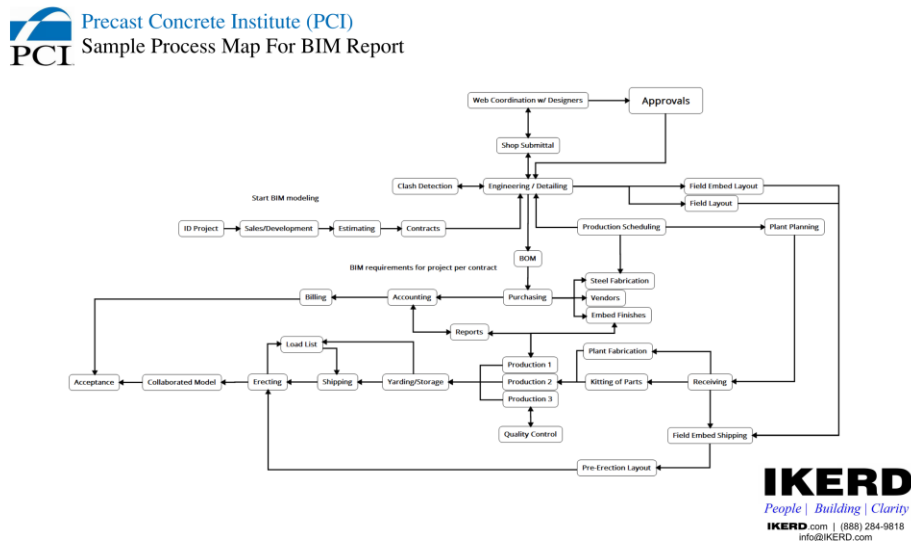 PCI
Precast Concrete Institute (PCI)
Sample Process Map For BIM Report
Web Coordination w/ Designers
Approvals
Shop Submittal
Clash Detection
Engineering / Detailing
Field Embed Layout
Start BIM modeling
Field Layout
ID Project
Sales/Development
Estimating
Contracts
Production Scheduling
Plant Planning
BOM
BIM requirements for project per contract
Steel Fabrication
Billing
Accounting
Purchasing
Vendors
Embed Finishes
Reports
Load List
Plant Fabrication
Production 1
Acceptance
Collaborated Model
Erecting
Shipping
Yarding/Storage
Production 2
Kitting of Parts
Receiving
Production 3
Quality Control
Field Embed Shipping
Pre-Erection Layout
IKERD
People | Building | Clarity
IKERD.com | (888) 284-9818
info@IKERD.com